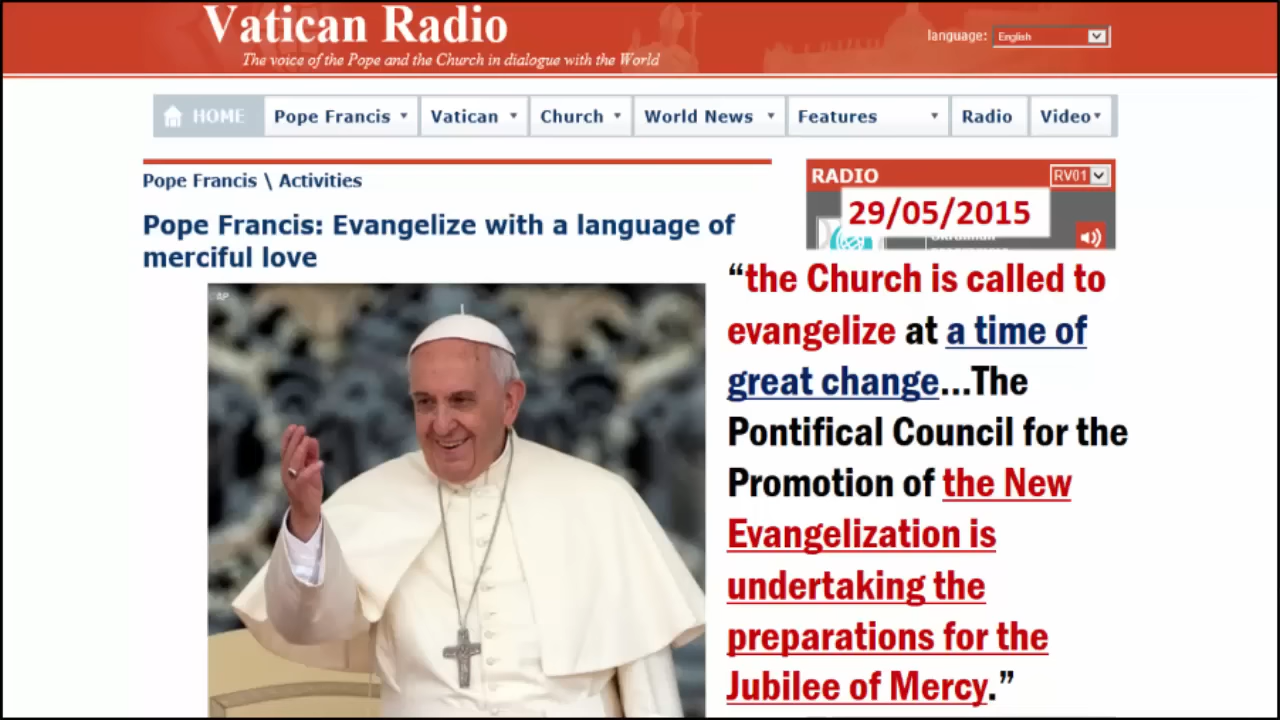 Vatican Radio
The voice of the Pope and the Church in dialogue with the World
language: English
HOME Pope Francis Vatican Church World News Features Radio Video
Pope Francis \ Activities
Pope Francis: Evangelize with a language of
merciful love
AP
RADIO RV01
29/05/2015
“the Church is called to
evangelize at a time of
great change...The
Pontifical Council for the
Promotion of the New
Evangelization is
undertaking the
preparations for the
Jubilee of Mercy.”